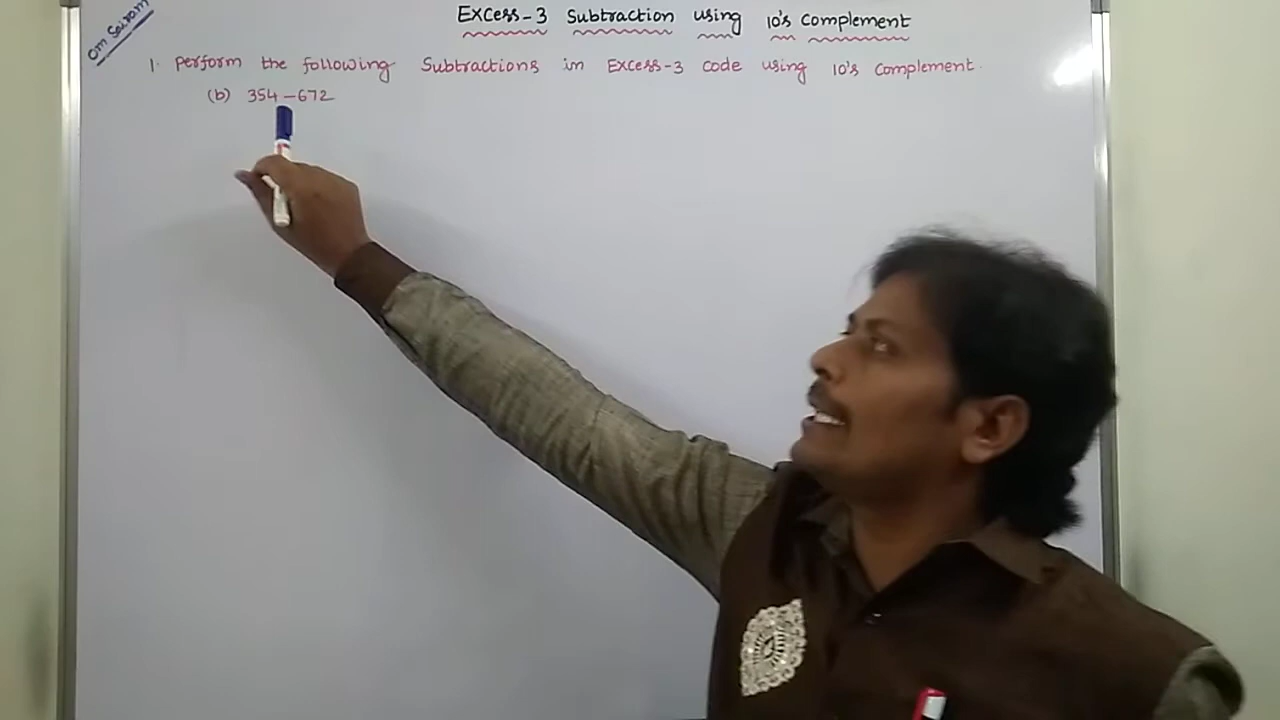 Om Sairam
Excess-3 Subtraction using 10's Complement
1. Perform the following Subtractions in Excess-3 code using 10's Complement.
(b) 354-672